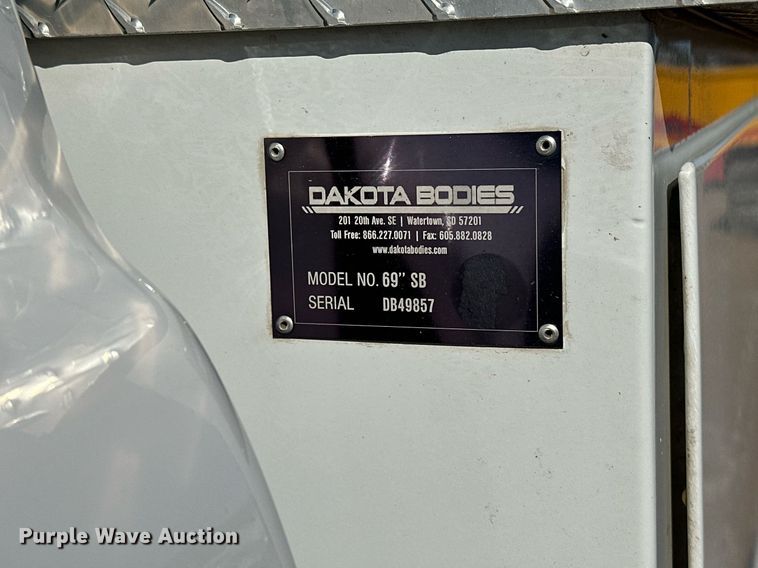 DAKOTA BODIES
201 20th Ave. SE | Watertown, SD 57201
Toll Free: 866.227.0071 | Fax: 605.882.0828
www.dakotabodies.com
MODEL NO. 69" SB
SERIAL DB49857
Purple Wave Auction